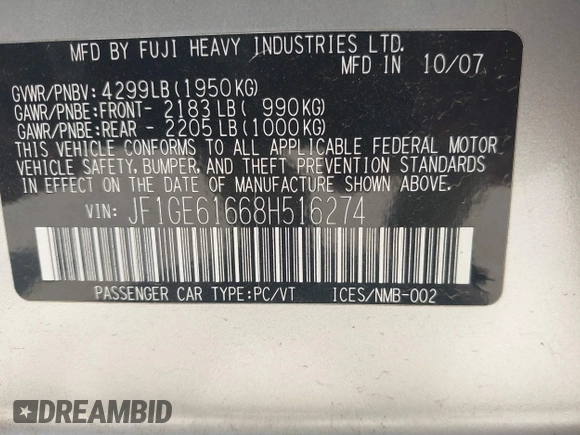 MFD BY FUJI HEAVY INDUSTRIES LTD.
MFD IN 10/07
GVWR/PNBV: 4299LB(1950KG)
GAWR/PNBE:FRONT- 2183LB( 990KG)
GAWR/PNBE:REAR - 2205LB(1000KG)
THIS VEHICLE CONFORMS TO ALL APPLICABLE FEDERAL MOTOR
VEHICLE SAFETY, BUMPER, AND THEFT PREVENTION STANDARDS
IN EFFECT ON THE DATE OF MANUFACTURE SHOWN ABOVE.
VIN: JF1GE61668H516274
PASSENGER CAR TYPE:PC/VT ICES/NMB-002
DREAMBID